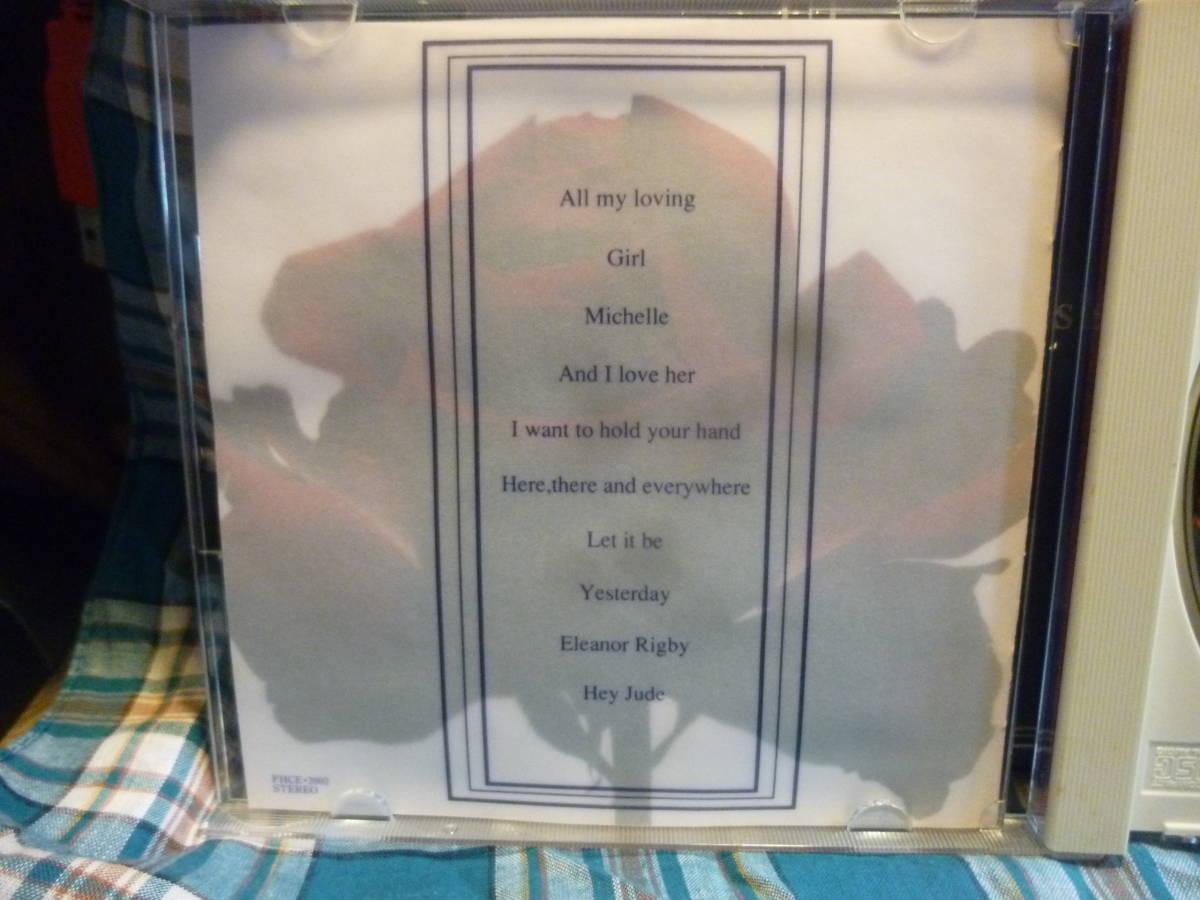 All my loving
Girl
Michelle
And I love her
I want to hold your hand
Here,there and everywhere
Let it be
Yesterday
Eleanor Rigby
Hey Jude
STEREO